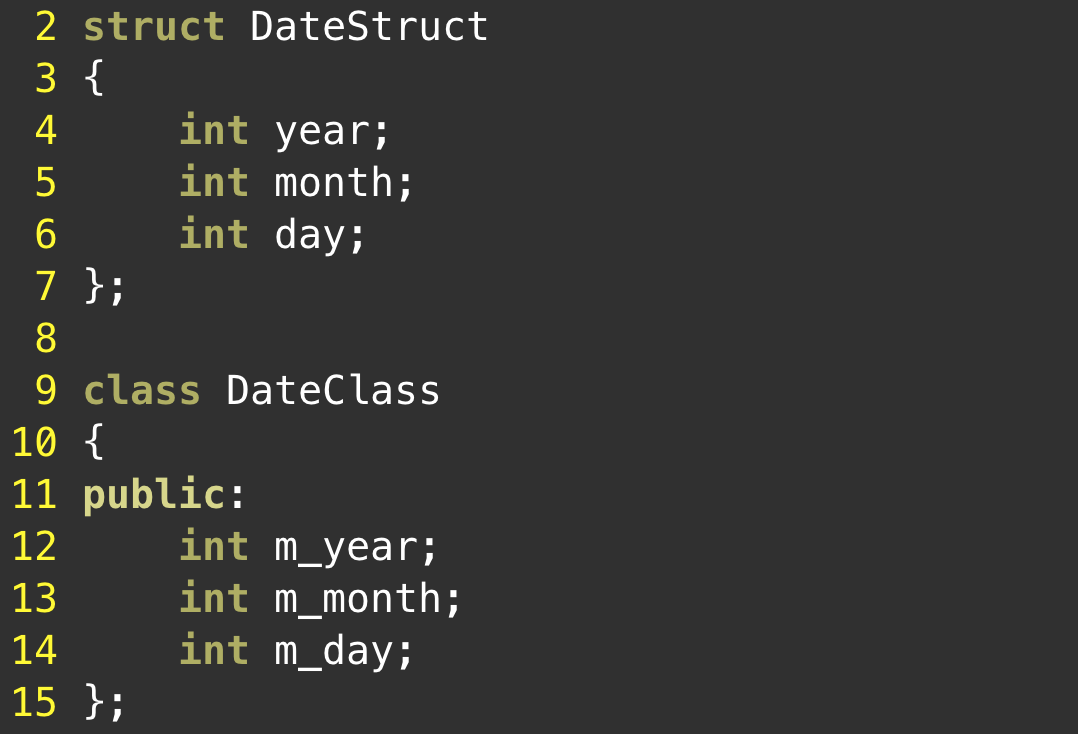 2 struct DateStruct
3 {
4     int year;
5     int month;
6     int day;
7 };
8
9 class DateClass
10 {
11 public:
12     int m_year;
13     int m_month;
14     int m_day;
15 };